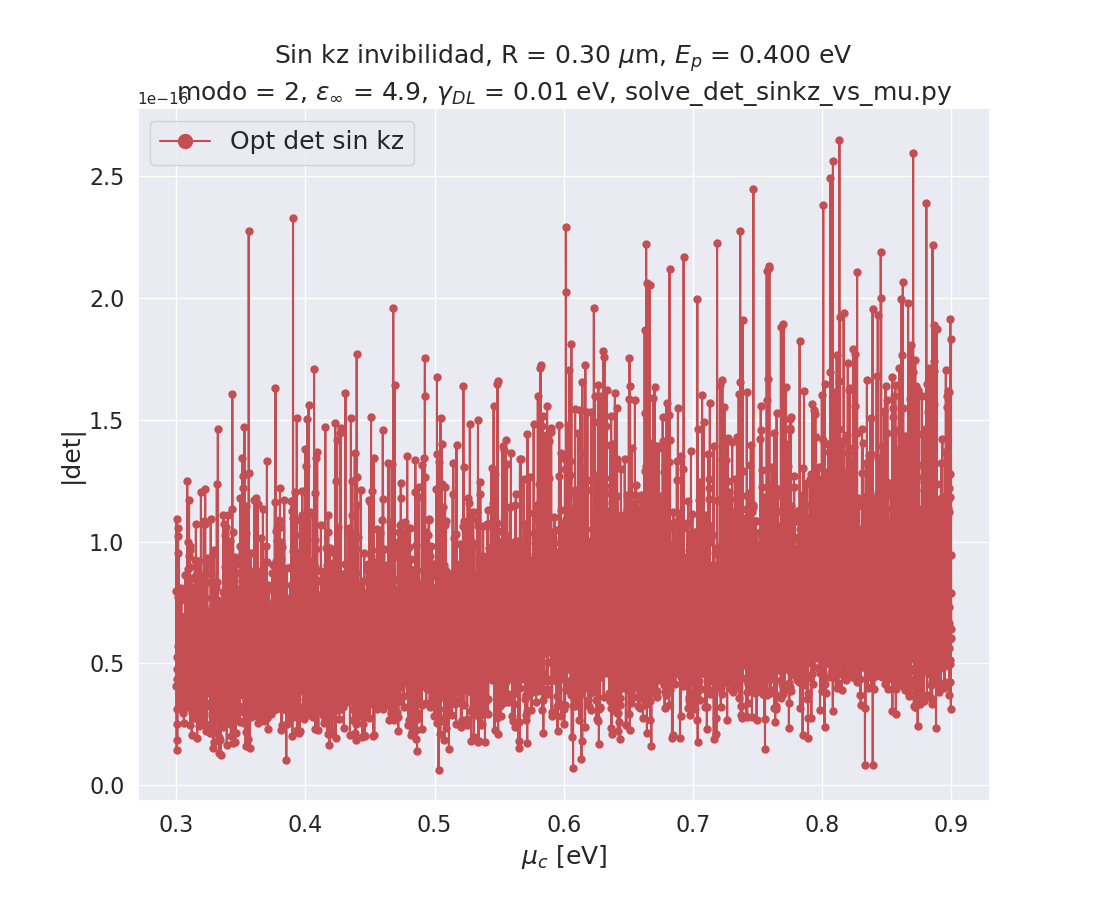 Sin kz invibilidad, R = 0.30 μm, E_p = 0.400 eV
modo = 2, ε_∞ = 4.9, γ_DL = 0.01 eV, solve_det_sinkz_vs_mu.py
1e−16
Opt det sin kz
2.5
2.0
1.5
1.0
0.5
0.0
|det|
0.3 0.4 0.5 0.6 0.7 0.8 0.9
μ_c [eV]